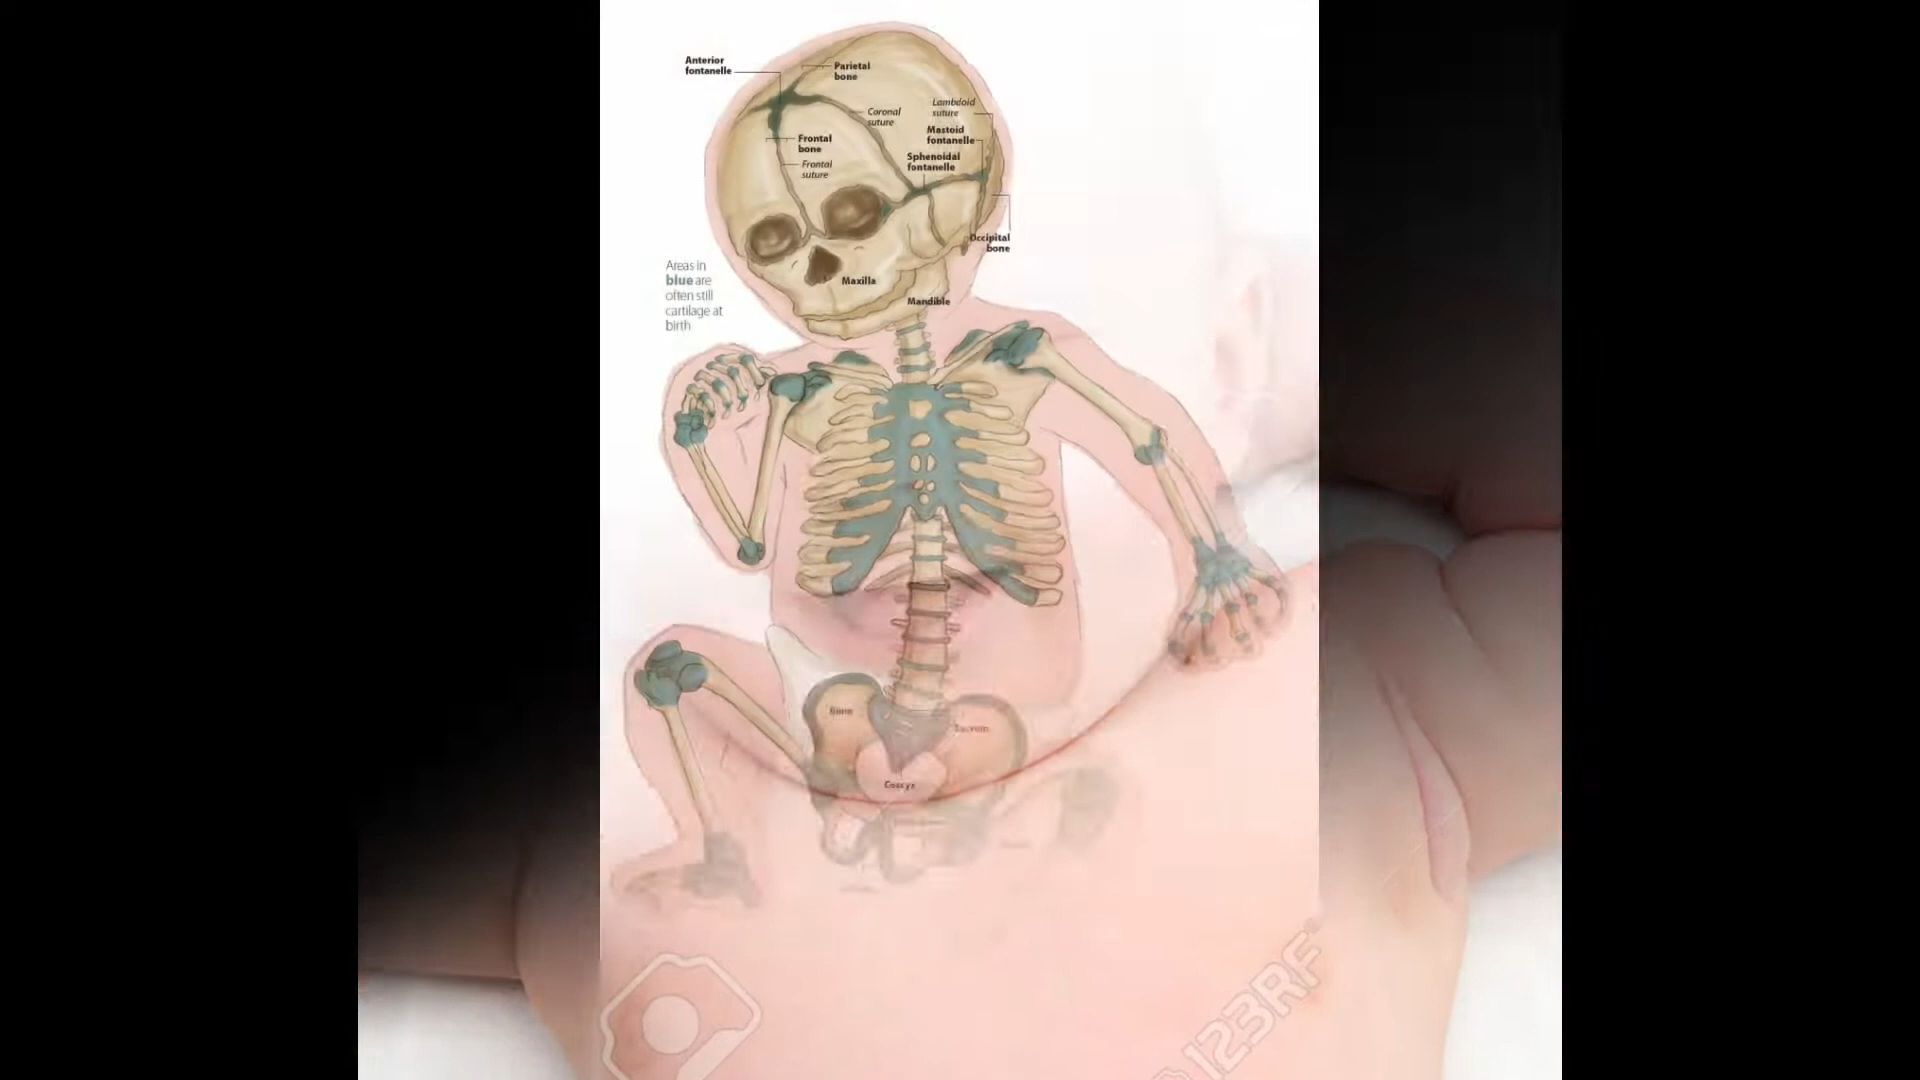 Anterior
fontanelle
Parietal
bone
Coronal
suture
Lambdoid
suture
Mastoid
fontanelle
Frontal
bone
Sphenoidal
fontanelle
Frontal
suture
Occipital
bone
Areas in
blue are
often still
cartilage at
birth
Maxilla
Mandible
Sacrum
Coccyx
123RF